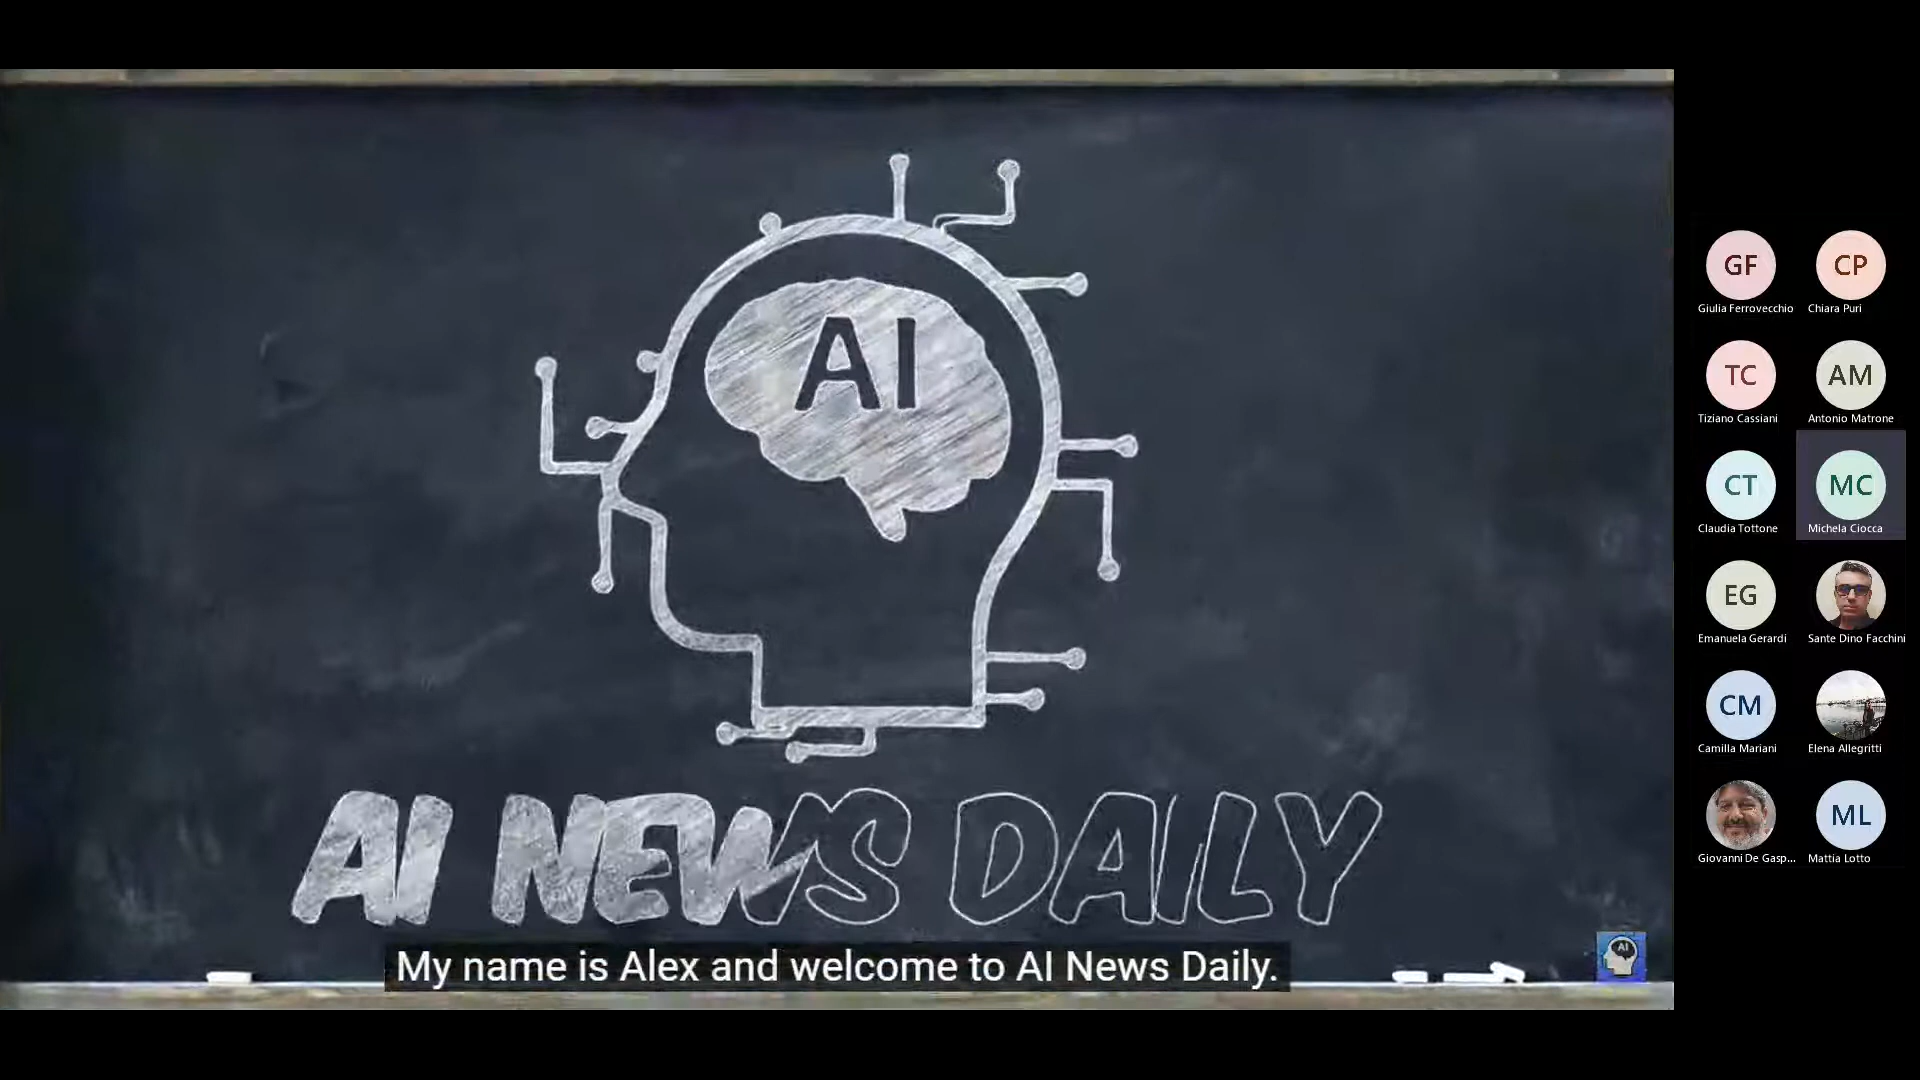 AI
AI NEWS DAILY
My name is Alex and welcome to AI News Daily.
AI
GF
Giulia Ferrovecchio
CP
Chiara Puri
TC
Tiziano Cassiani
AM
Antonio Matrone
CT
Claudia Tottone
MC
Michela Ciocca
EG
Emanuela Gerardi
Sante Dino Facchini
CM
Camilla Mariani
Elena Allegritti
Giovanni De Gasp...
ML
Mattia Lotto